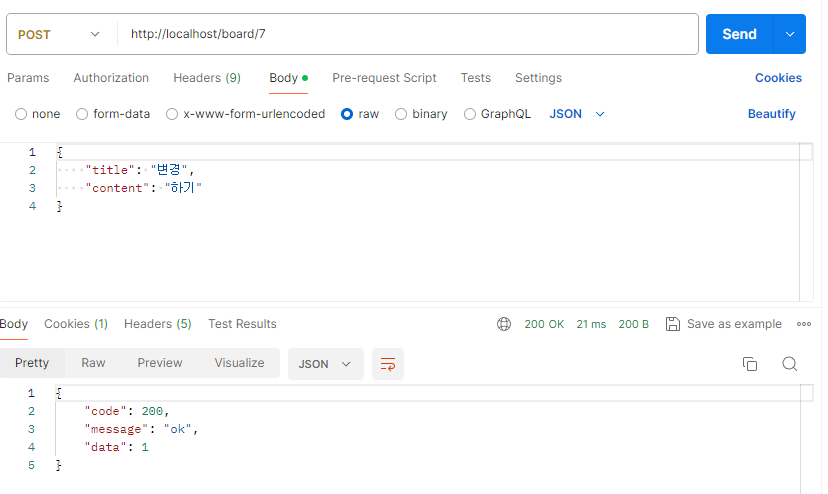 POST http://localhost/board/7 Send
Params Authorization Headers (9) Body Pre-request Script Tests Settings Cookies
none form-data x-www-form-urlencoded raw binary GraphQL JSON Beautify
1 {
2 "title": "변경",
3 "content": "하기"
4 }
Body Cookies (1) Headers (5) Test Results 200 OK 21 ms 200 B Save as example
Pretty Raw Preview Visualize JSON
1 {
2 "code": 200,
3 "message": "ok",
4 "data": 1
5 }